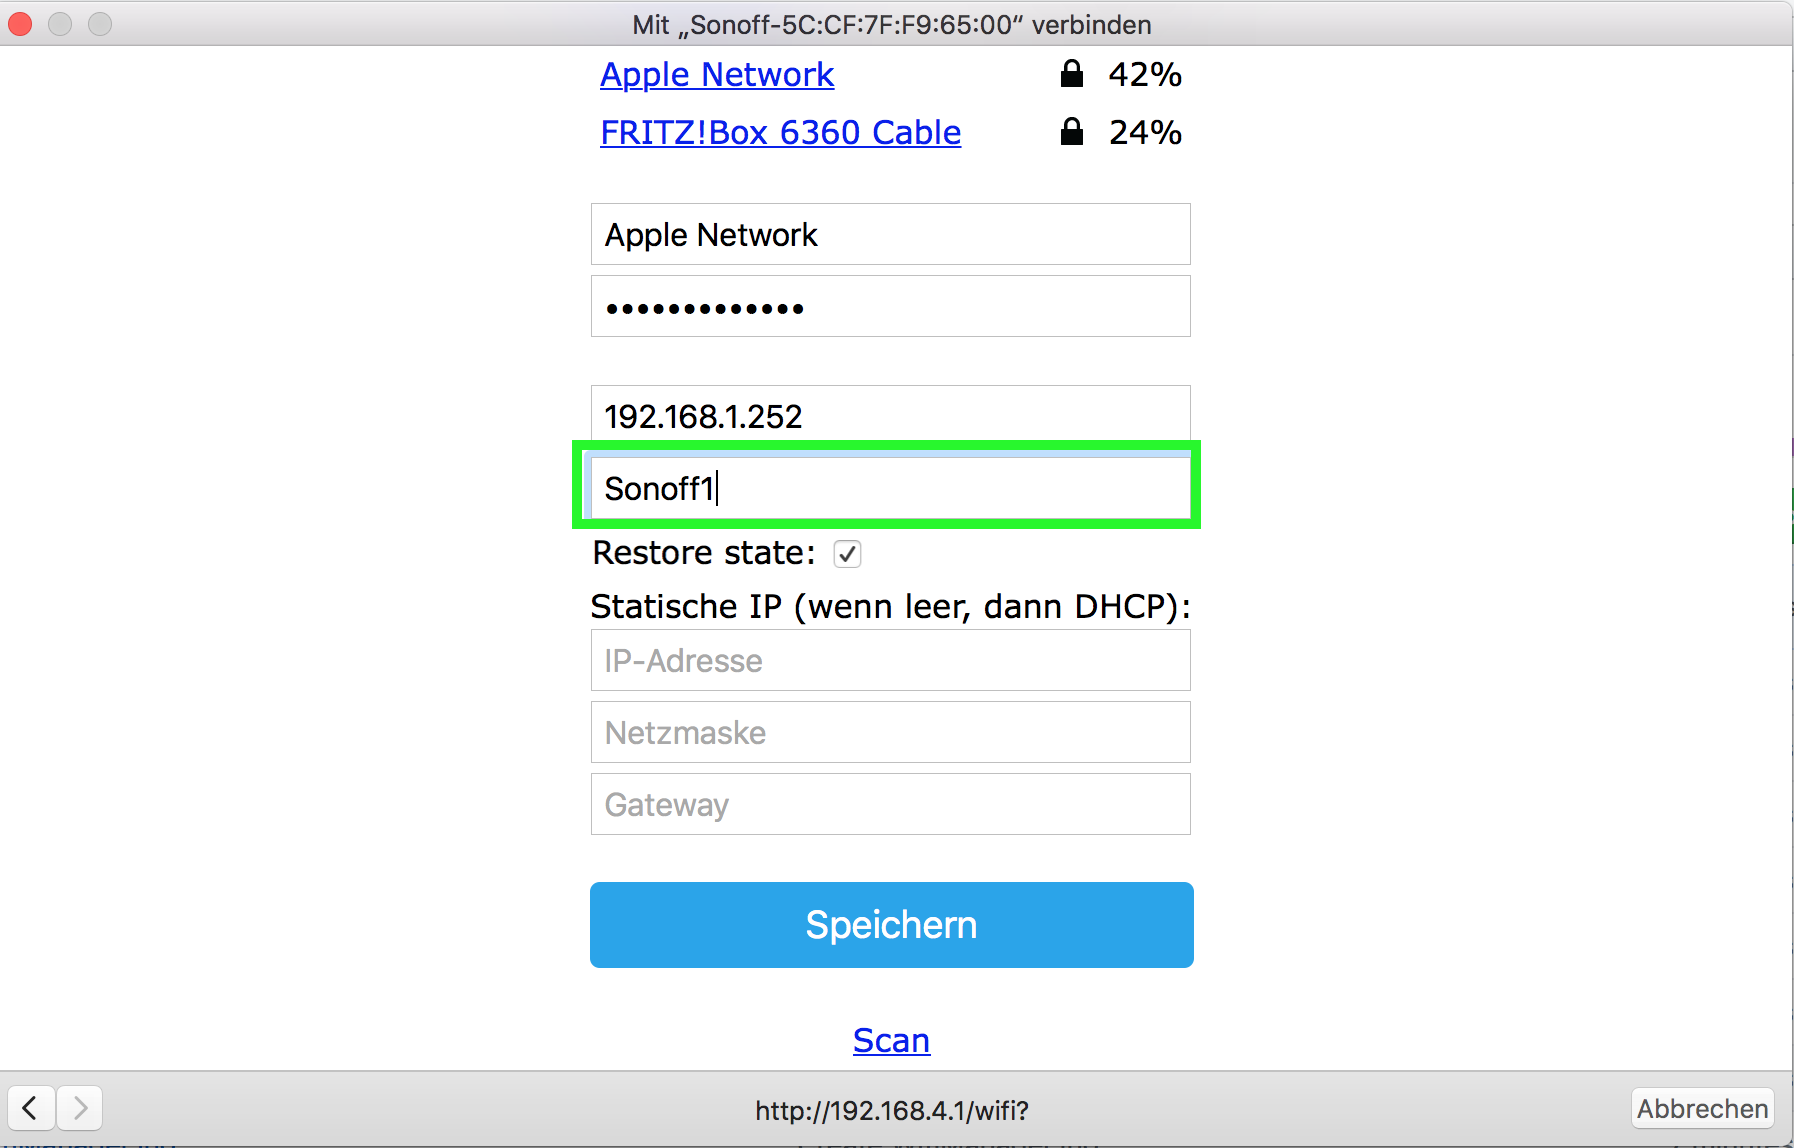 Mit „Sonoff-5C:CF:7F:F9:65:00“ verbinden
Apple Network 42%
FRITZ!Box 6360 Cable 24%
Apple Network
•••••••••••••
192.168.1.252
Sonoff1
Restore state:
Statische IP (wenn leer, dann DHCP):
IP-Adresse
Netzmaske
Gateway
Speichern
Scan
http://192.168.4.1/wifi?
Abbrechen